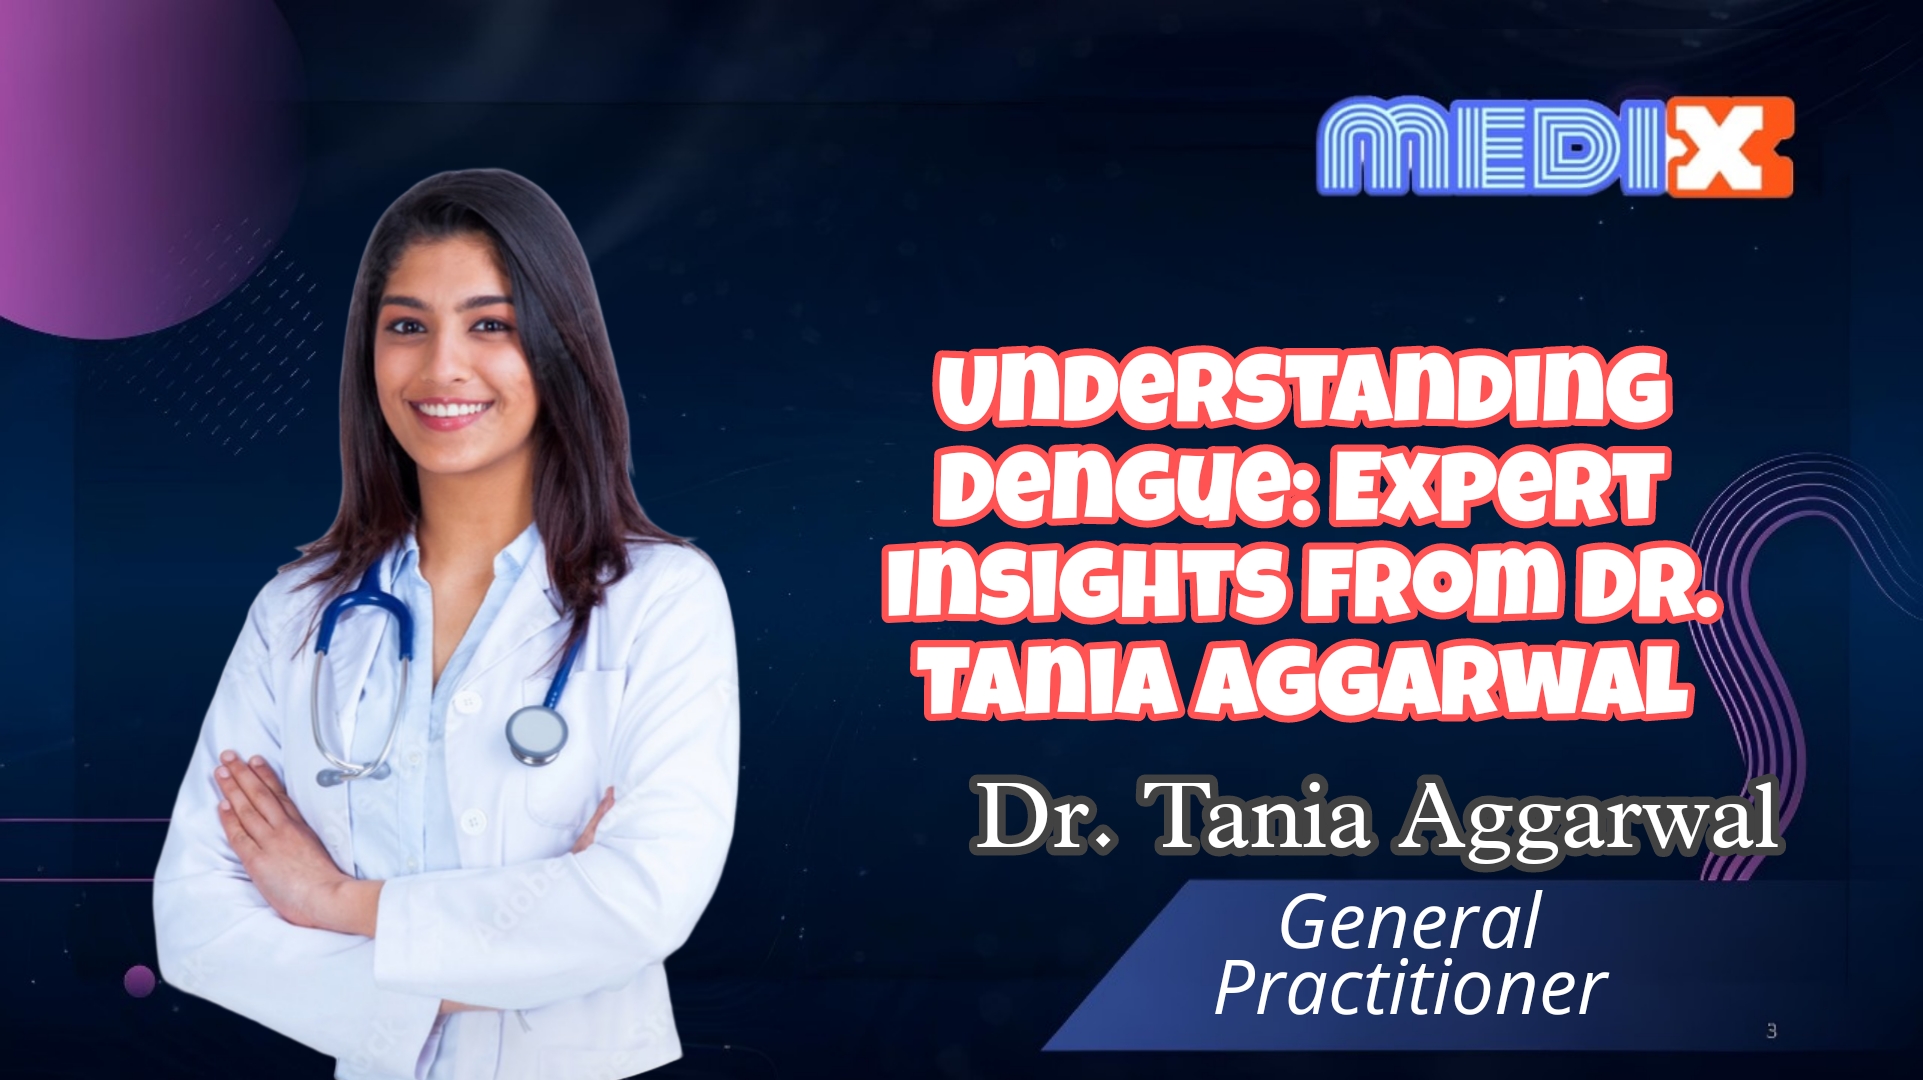 MEDIX
UNDERSTANDING
DENGUE: EXPERT
INSIGHTS FROM DR.
TANIA AGGARWAL
Dr. Tania Aggarwal
General
Practitioner
3